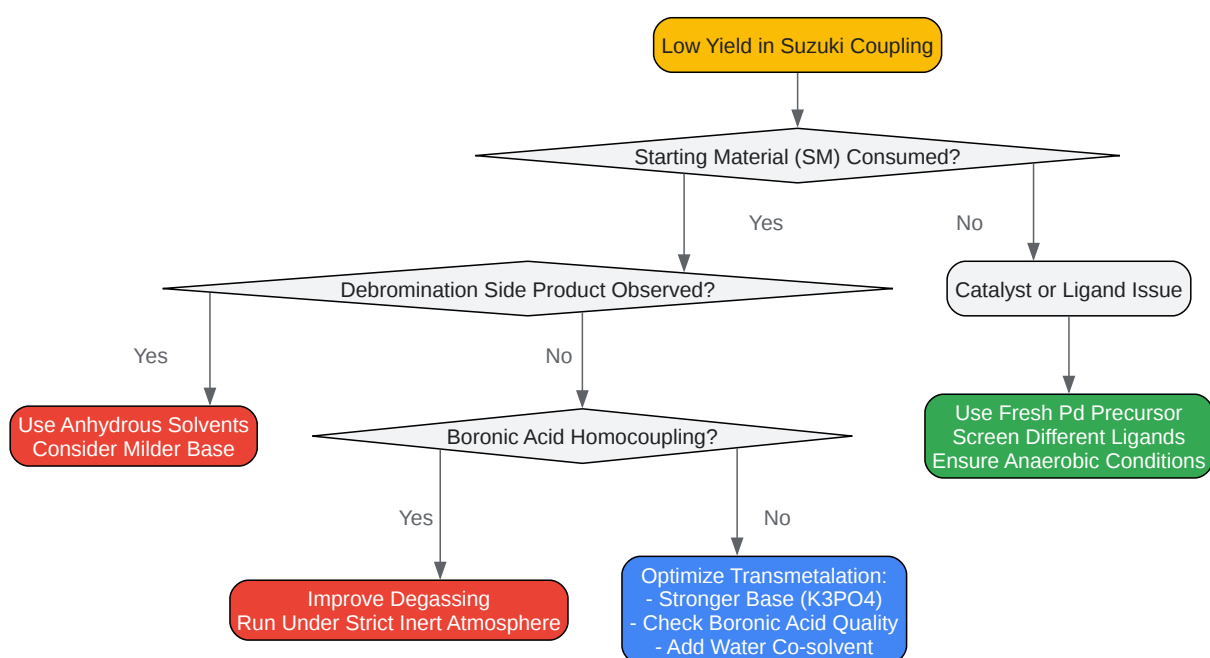 Low Yield in Suzuki Coupling
Starting Material (SM) Consumed?
Yes
No
Debromination Side Product Observed?
Catalyst or Ligand Issue
Yes
No
Use Anhydrous Solvents
Consider Milder Base
Boronic Acid Homocoupling?
Use Fresh Pd Precursor
Screen Different Ligands
Ensure Anaerobic Conditions
Yes
No
Improve Degassing
Run Under Strict Inert Atmosphere
Optimize Transmetalation:
- Stronger Base (K3PO4)
- Check Boronic Acid Quality
- Add Water Co-solvent